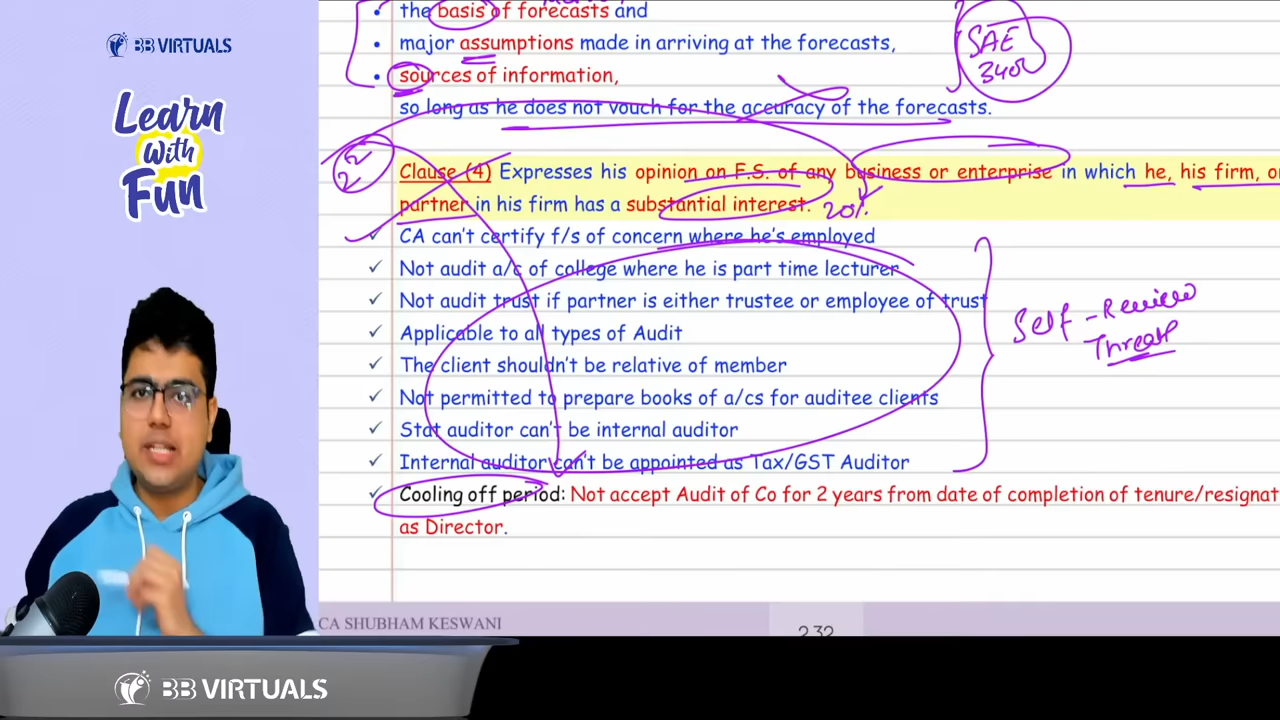 BB VIRTUALS
Learn
With
Fun
the basis of forecasts and
major assumptions made in arriving at the forecasts,
sources of information,
so long as he does not vouch for the accuracy of the forecasts.
SAE
3402
22
Clause (4) Expresses his opinion on F.S. of any business or enterprise in which he, his firm, or
partner in his firm has a substantial interest. 20%
✓ CA can't certify f/s of concern where he's employed
✓ Not audit a/c of college where he is part time lecturer
✓ Not audit trust if partner is either trustee or employee of trust
✓ Applicable to all types of Audit
✓ The client shouldn't be relative of member
✓ Not permitted to prepare books of a/cs for auditee clients
✓ Stat auditor can't be internal auditor
✓ Internal auditor can't be appointed as Tax/GST Auditor
Self-Review
Threat
✓ Cooling off period: Not accept Audit of Co for 2 years from date of completion of tenure/resignat
as Director.
CA SHUBHAM KESWANI
232
BB VIRTUALS